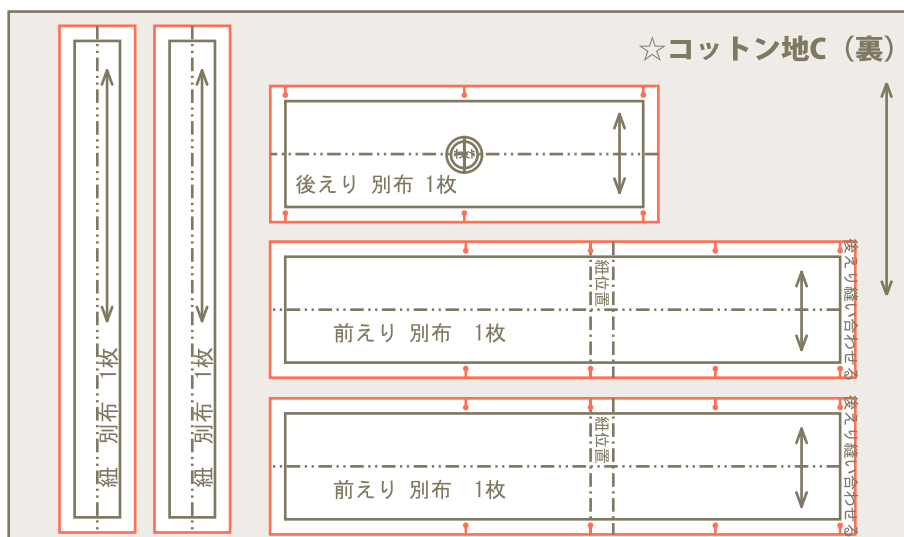 ☆コットン地C（裏）
紐　別布　1枚
紐　別布　1枚
後えり 別布 1枚
前えり 別布　1枚
紐位置
後えり縫い合わせる
前えり 別布　1枚
紐位置
後えり縫い合わせる